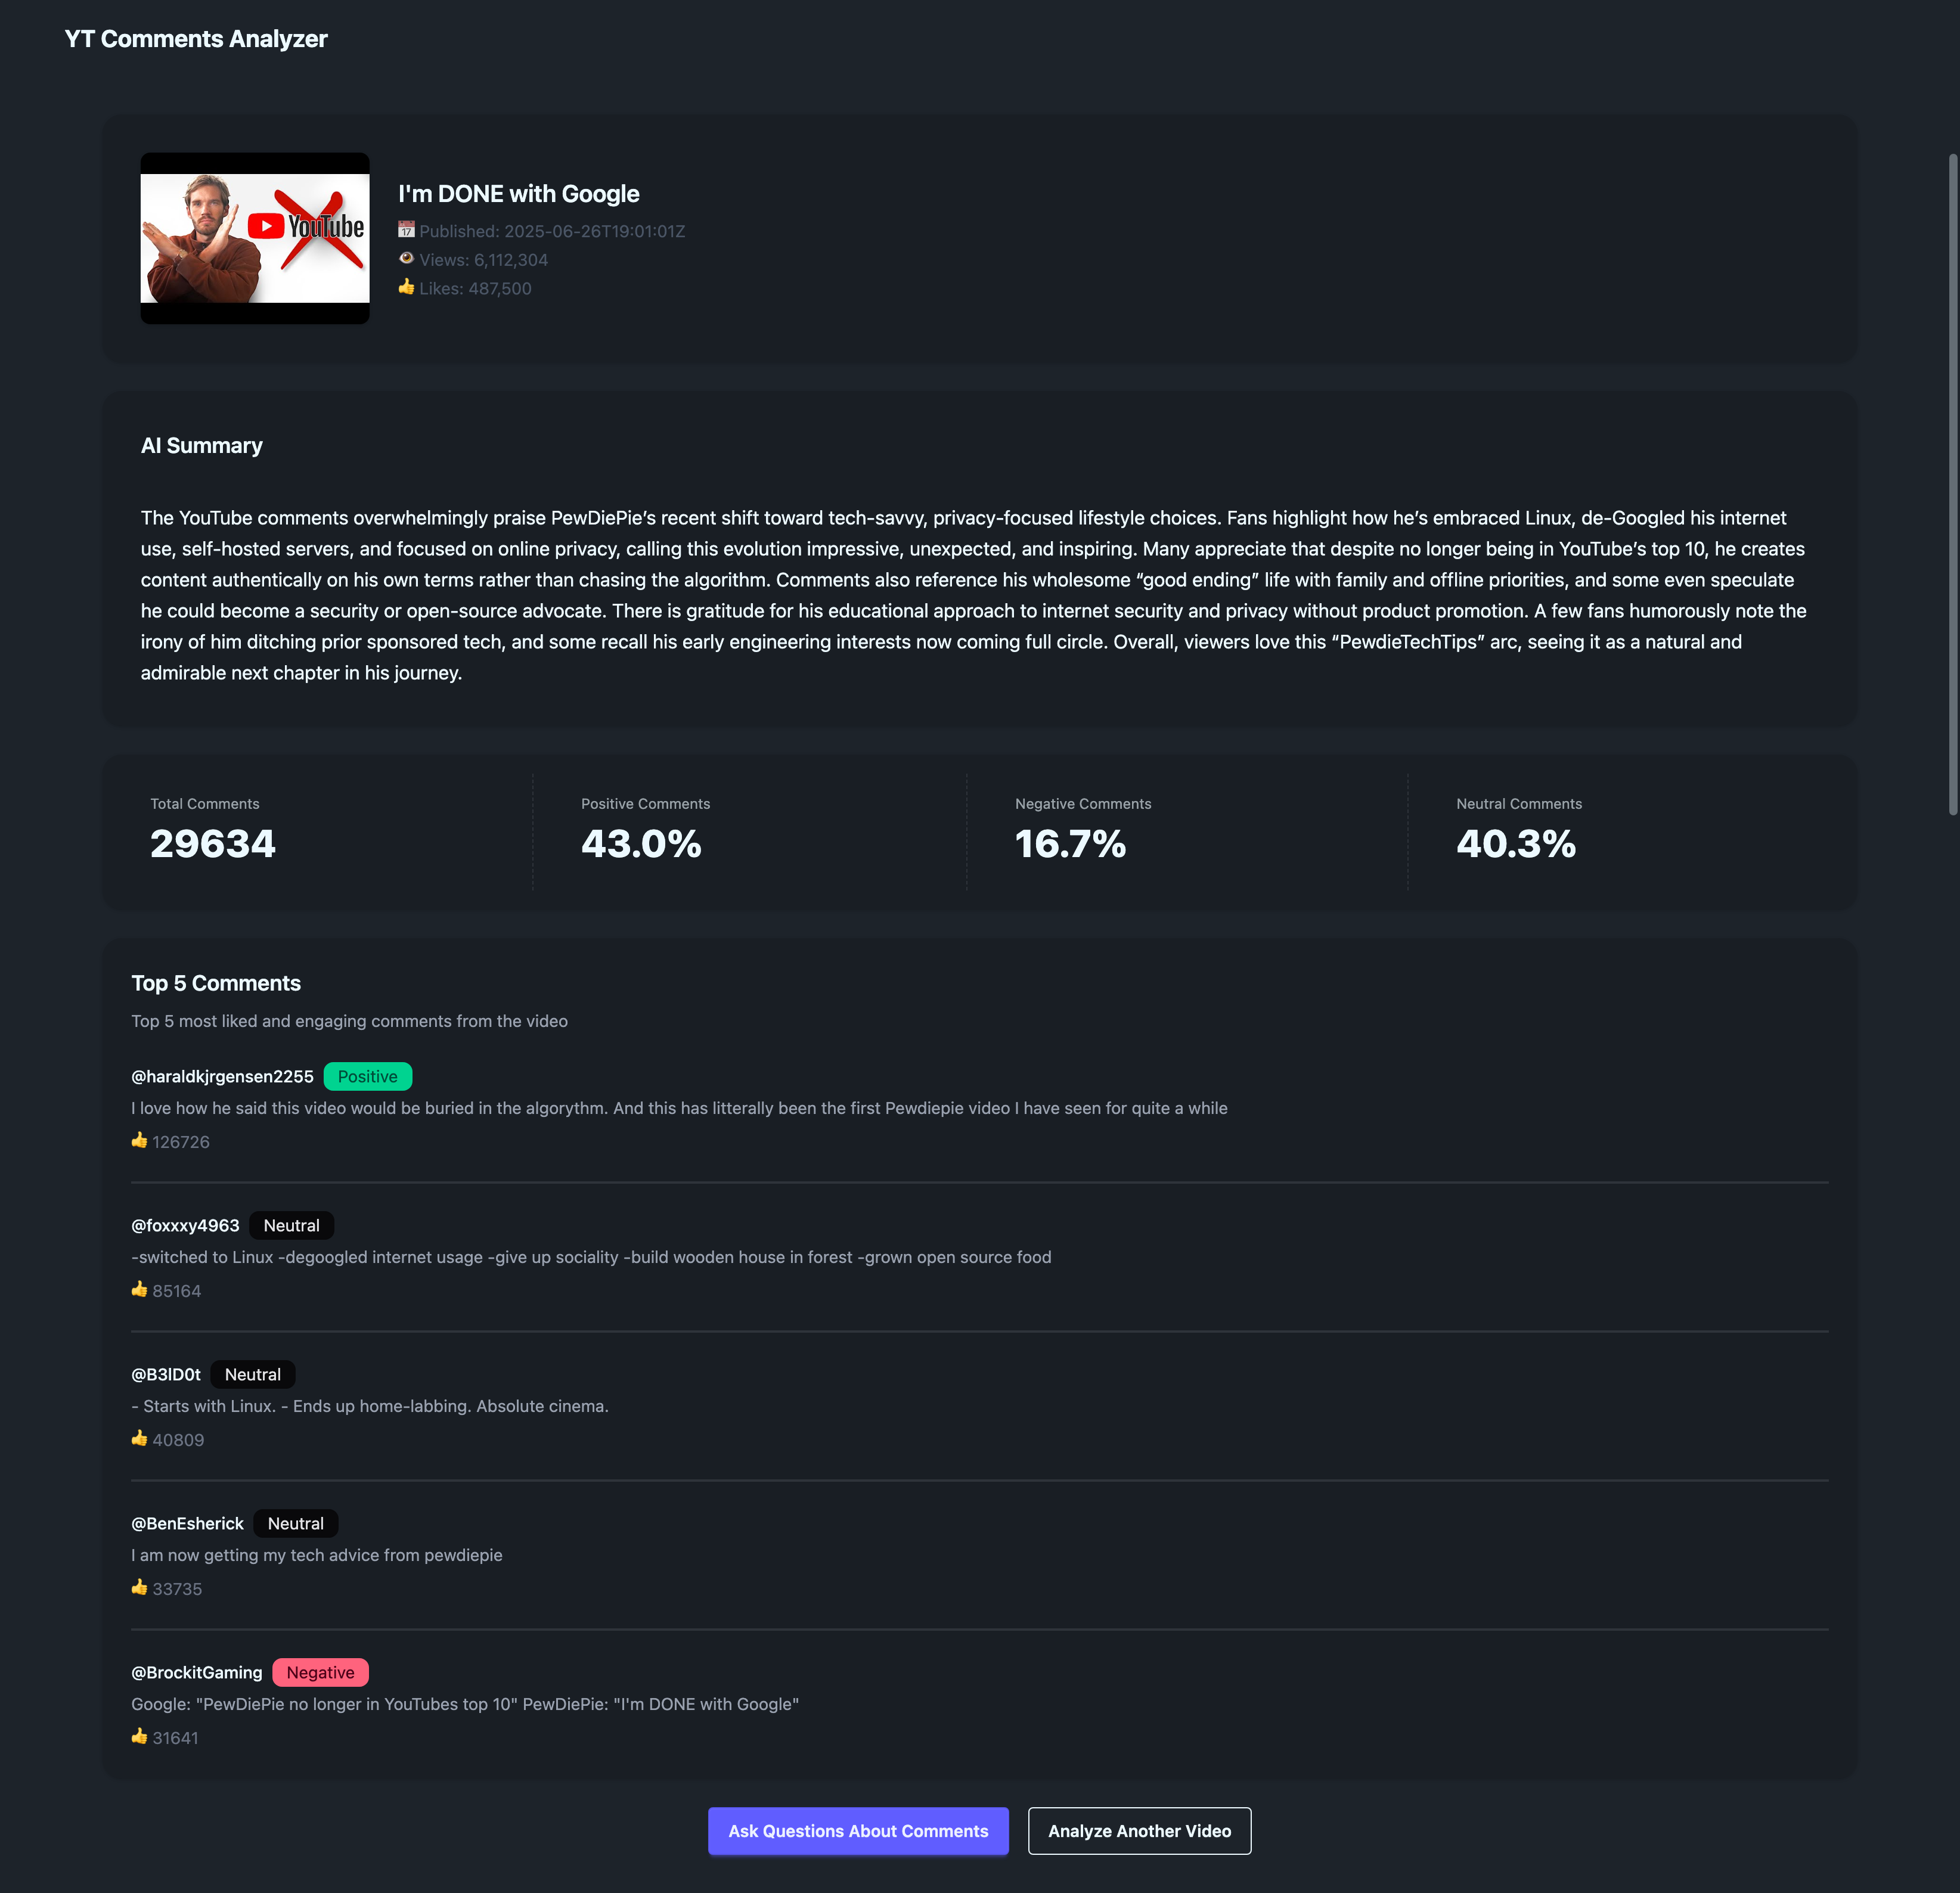 YT Comments Analyzer
YouTube
I'm DONE with Google
📅 Published: 2025-06-26T19:01:01Z
👁 Views: 6,112,304
👍 Likes: 487,500
AI Summary
The YouTube comments overwhelmingly praise PewDiePie’s recent shift toward tech-savvy, privacy-focused lifestyle choices. Fans highlight how he’s embraced Linux, de-Googled his internet
use, self-hosted servers, and focused on online privacy, calling this evolution impressive, unexpected, and inspiring. Many appreciate that despite no longer being in YouTube’s top 10, he creates
content authentically on his own terms rather than chasing the algorithm. Comments also reference his wholesome “good ending” life with family and offline priorities, and some even speculate
he could become a security or open-source advocate. There is gratitude for his educational approach to internet security and privacy without product promotion. A few fans humorously note the
irony of him ditching prior sponsored tech, and some recall his early engineering interests now coming full circle. Overall, viewers love this “PewdieTechTips” arc, seeing it as a natural and
admirable next chapter in his journey.
Total Comments
29634
Positive Comments
43.0%
Negative Comments
16.7%
Neutral Comments
40.3%
Top 5 Comments
Top 5 most liked and engaging comments from the video
@haraldkjrgensen2255 Positive
I love how he said this video would be buried in the algorythm. And this has litterally been the first Pewdiepie video I have seen for quite a while
👍 126726
@foxxxy4963 Neutral
-switched to Linux -degoogled internet usage -give up sociality -build wooden house in forest -grown open source food
👍 85164
@B3lD0t Neutral
- Starts with Linux. - Ends up home-labbing. Absolute cinema.
👍 40809
@BenEsherick Neutral
I am now getting my tech advice from pewdiepie
👍 33735
@BrockitGaming Negative
Google: "PewDiePie no longer in YouTubes top 10" PewDiePie: "I'm DONE with Google"
👍 31641
Ask Questions About Comments
Analyze Another Video